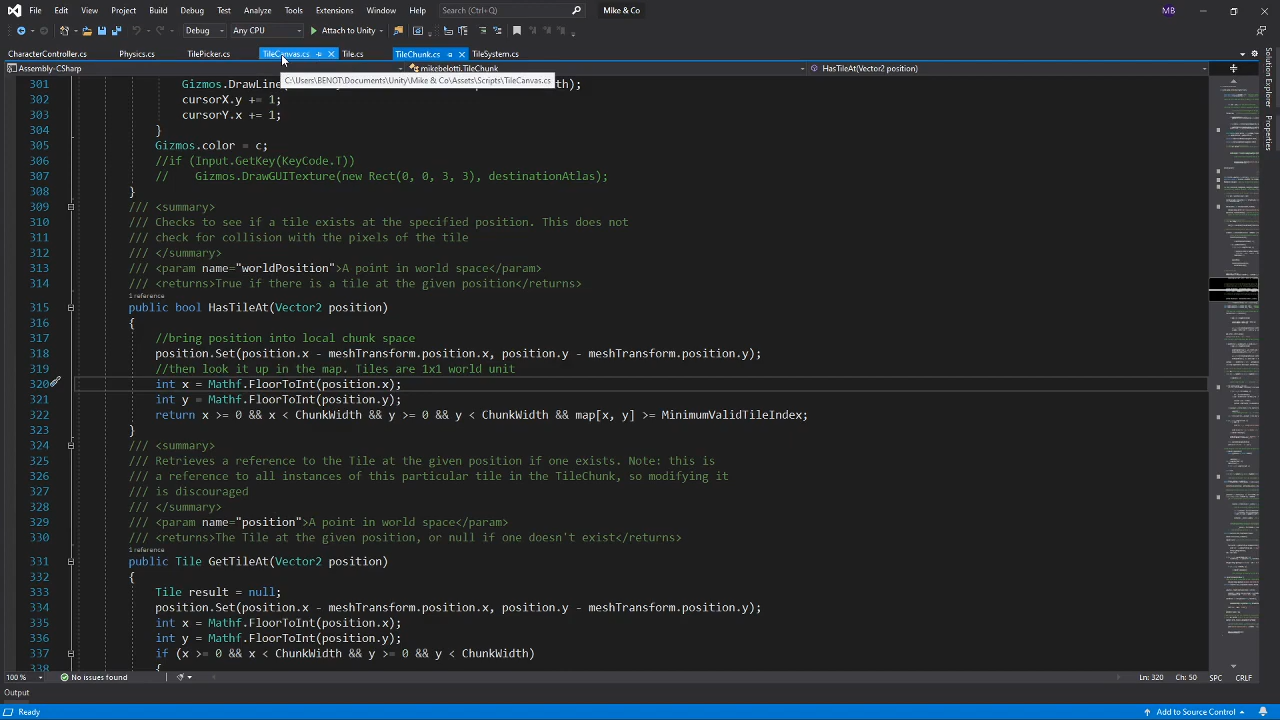 File Edit View Project Build Debug Test Analyze Tools Extensions Window Help Search (Ctrl+Q) Mike & Co MB
Debug Any CPU Attach to Unity
CharacterController.cs Physics.cs TilePicker.cs TileCanvas.cs Tile.cs TileChunk.cs TileSystem.cs
Assembly-CSharp mikebelotti.TileChunk HasTileAt(Vector2 position)
C:\Users\BENOT\Documents\Unity\Mike & Co\Assets\Scripts\TileCanvas.cs
301 Gizmos.DrawLine( th);
302 cursorX.y += 1;
303 cursorY.x += 1;
304 }
305 Gizmos.color = c;
306 //if (Input.GetKey(KeyCode.T))
307 // Gizmos.DrawGUITexture(new Rect(0, 0, 3, 3), destinationAtlas);
308 }
309 /// <summary>
310 /// Checks to see if a tile exists at the specified position. This does not
311 /// check for collision with the polygon of the tile
312 /// </summary>
313 /// <param name="worldPosition">A point in world space</param>
314 /// <returns>True if there is a tile at the given position</returns>
1 reference
315 public bool HasTileAt(Vector2 position)
316 {
317 //bring position into local chunk space
318 position.Set(position.x - meshTransform.position.x, position.y - meshTransform.position.y);
319 //then look it up in the map, tiles are 1x1 world unit
320 int x = Mathf.FloorToInt(position.x);
321 int y = Mathf.FloorToInt(position.y);
322 return x >= 0 && x < ChunkWidth && y >= 0 && y < ChunkWidth && map[x, y] >= MinimumValidTileIndex;
323 }
324 /// <summary>
325 /// Retrieves a reference to the tile at the given position if one exists. Note: this is
326 /// a reference to the instance of this particular tile in the TileChunk so modifying it
327 /// is discouraged
328 /// </summary>
329 /// <param name="position">A point in world space</param>
330 /// <returns>The Tile at the given position, or null if one doesn't exist</returns>
1 reference
331 public Tile GetTileAt(Vector2 position)
332 {
333 Tile result = null;
334 position.Set(position.x - meshTransform.position.x, position.y - meshTransform.position.y);
335 int x = Mathf.FloorToInt(position.x);
336 int y = Mathf.FloorToInt(position.y);
337 if (x >= 0 && x < ChunkWidth && y >= 0 && y < ChunkWidth)
338 {
Solution Explorer
Properties
100 % No issues found Ln: 320 Ch: 50 SPC CRLF
Output
Ready Add to Source Control